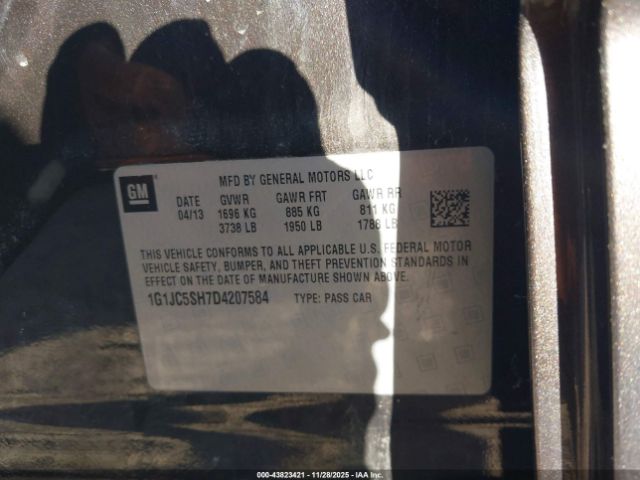 MFD BY GENERAL MOTORS LLC
GM
DATE GVWR GAWR FRT GAWR RR
04/13 1696 KG 885 KG 811 KG
3738 LB 1950 LB 1788 LB
THIS VEHICLE CONFORMS TO ALL APPLICABLE U.S. FEDERAL MOTOR
VEHICLE SAFETY, BUMPER, AND THEFT PREVENTION STANDARDS IN
EFFECT ON THE DATE OF MANUFACTURE SHOWN ABOVE.
1G1JC5SH7D4207584 TYPE: PASS CAR
000-43823421 | 11/28/2025 | IAAI.COM